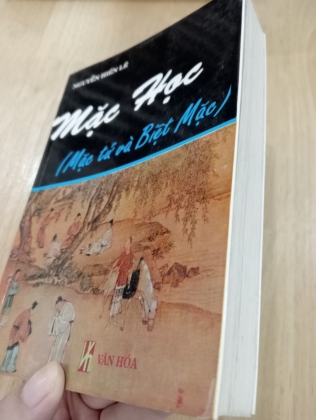 NGUYỄN HIẾN LÊ
Mặc Học
(Mặc tử và Biệt Mặc)
VĂN HÓA